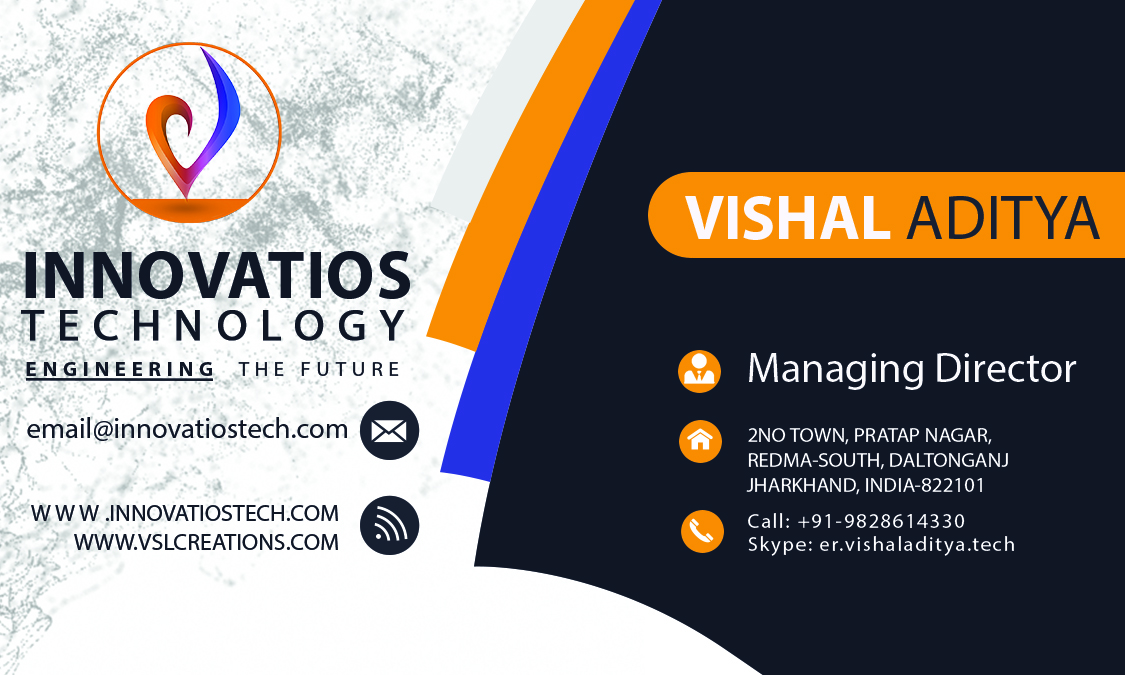 INNOVATIOS
TECHNOLOGY
ENGINEERING THE FUTURE
email@innovatiostech.com
WWW.INNOVATIOSTECH.COM
WWW.VSLCREATIONS.COM
VISHAL ADITYA
Managing Director
2NO TOWN, PRATAP NAGAR,
REDMA-SOUTH, DALTONGANJ
JHARKHAND, INDIA-822101
Call: +91-9828614330
Skype: er.vishaladitya.tech